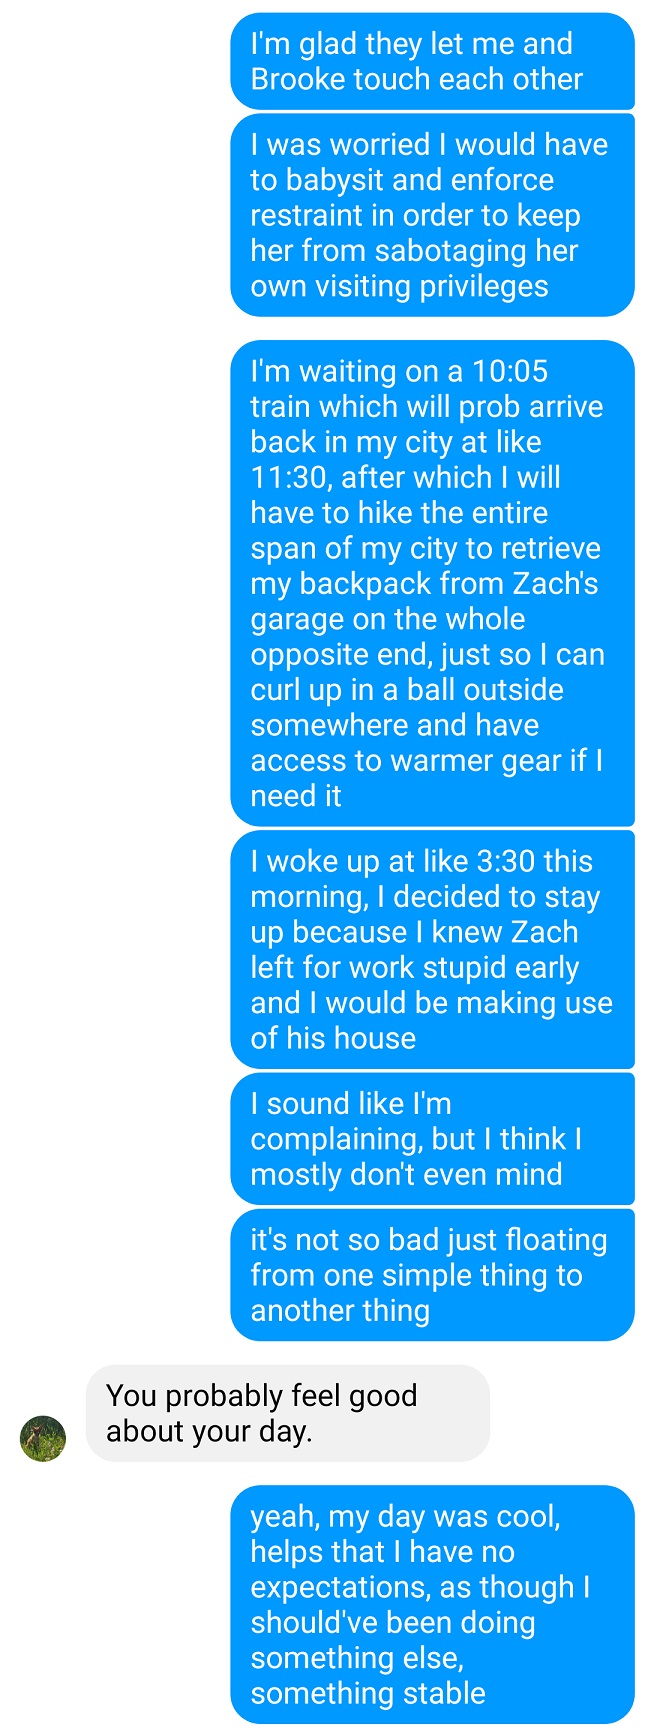 I'm glad they let me and
Brooke touch each other
I was worried I would have
to babysit and enforce
restraint in order to keep
her from sabotaging her
own visiting privileges
I'm waiting on a 10:05
train which will prob arrive
back in my city at like
11:30, after which I will
have to hike the entire
span of my city to retrieve
my backpack from Zach's
garage on the whole
opposite end, just so I can
curl up in a ball outside
somewhere and have
access to warmer gear if I
need it
I woke up at like 3:30 this
morning, I decided to stay
up because I knew Zach
left for work stupid early
and I would be making use
of his house
I sound like I'm
complaining, but I think I
mostly don't even mind
it's not so bad just floating
from one simple thing to
another thing
You probably feel good
about your day.
yeah, my day was cool,
helps that I have no
expectations, as though I
should've been doing
something else,
something stable